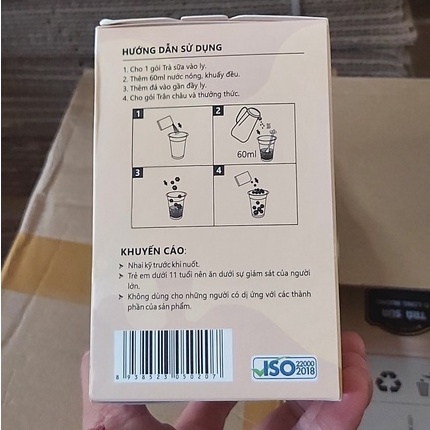 HƯỚNG DẪN SỬ DỤNG
1. Cho 1 gói Trà sữa vào ly.
2. Thêm 60ml nước nóng, khuấy đều.
3. Thêm đá vào gần đầy ly.
4. Cho gói Trân châu và thưởng thức.
1
2
60ml
3
4
KHUYẾN CÁO:
Nhai kỹ trước khi nuốt.
Trẻ em dưới 11 tuổi nên ăn dưới sự giám sát của người
lớn.
Không dùng cho những người có dị ứng với các thành
phần của sản phẩm.
8 938523 050207
ISO 22000
2018